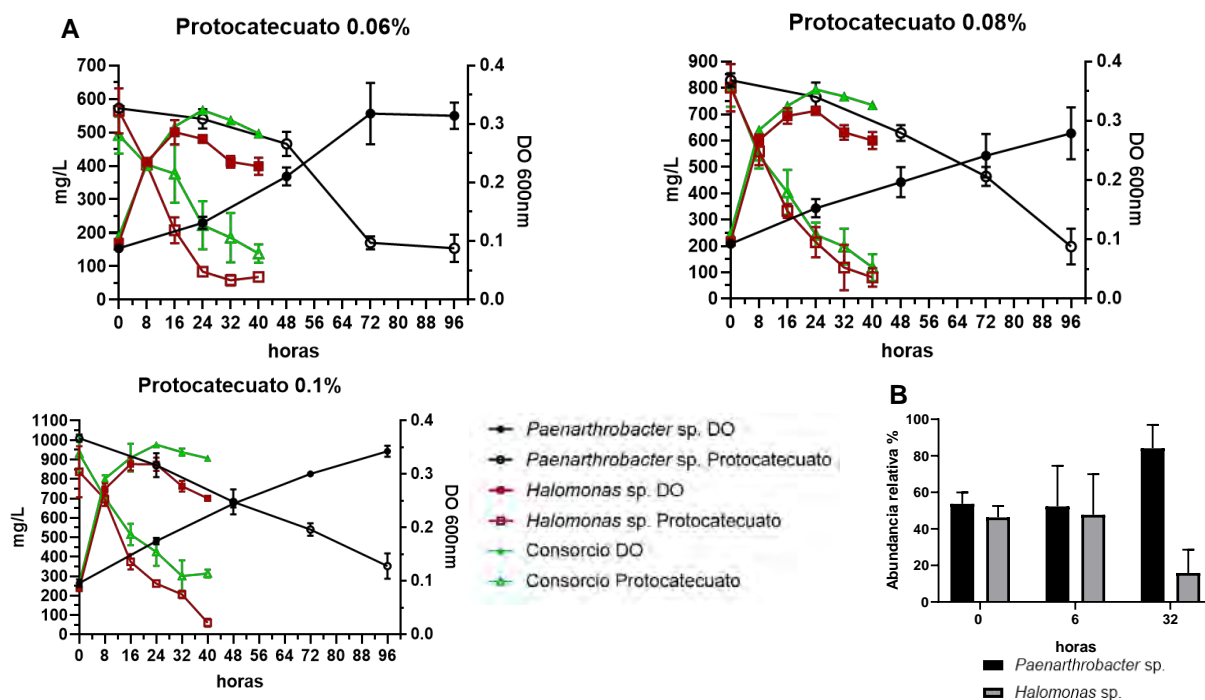 A
Protocatecuato 0.06%
700
600
500
400
300
200
100
0
mg/L
0.4
0.3
0.2
0.1
0.0
DO 600nm
0 8 16 24 32 40 48 56 64 72 80 88 96
horas
Protocatecuato 0.08%
900
800
700
600
500
400
300
200
100
0
mg/L
0.4
0.3
0.2
0.1
0.0
DO 600nm
0 8 16 24 32 40 48 56 64 72 80 88 96
horas
Protocatecuato 0.1%
1100
1000
900
800
700
600
500
400
300
200
100
0
mg/L
0.4
0.3
0.2
0.1
0.0
DO 600nm
0 8 16 24 32 40 48 56 64 72 80 88 96
horas
Paenarthrobacter sp. DO
Paenarthrobacter sp. Protocatecuato
Halomonas sp. DO
Halomonas sp. Protocatecuato
Consorcio DO
Consorcio Protocatecuato
B
100
80
60
40
20
0
Abundancia relativa %
0 6 32
horas
Paenarthrobacter sp.
Halomonas sp.